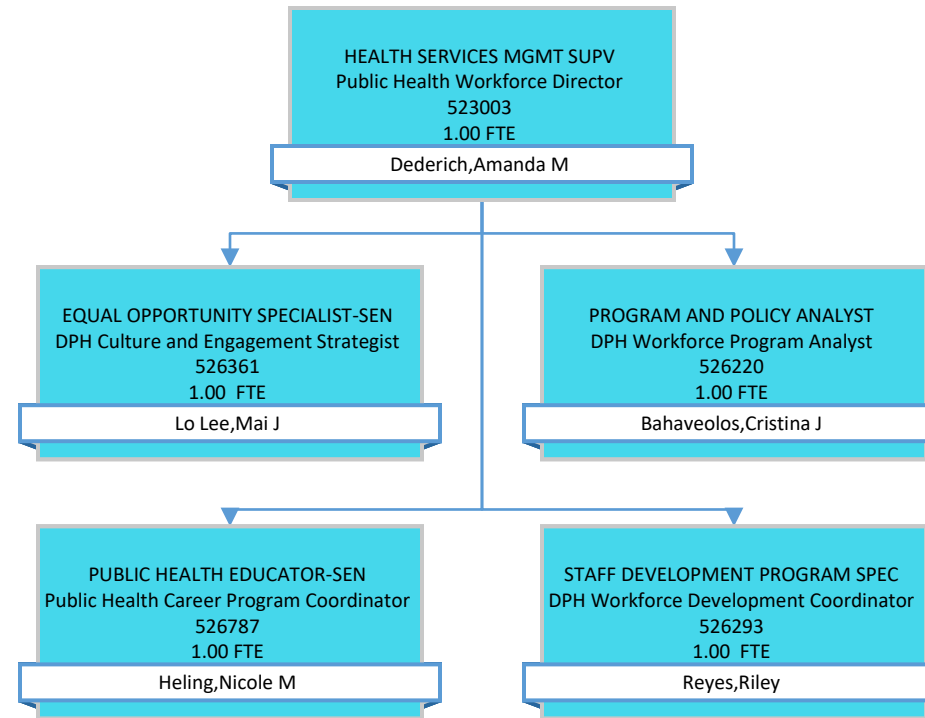 HEALTH SERVICES MGMT SUPV
Public Health Workforce Director
523003
1.00 FTE
Dederich,Amanda M
EQUAL OPPORTUNITY SPECIALIST-SEN
DPH Culture and Engagement Strategist
526361
1.00 FTE
Lo Lee,Mai J
PROGRAM AND POLICY ANALYST
DPH Workforce Program Analyst
526220
1.00 FTE
Bahaveolos,Cristina J
PUBLIC HEALTH EDUCATOR-SEN
Public Health Career Program Coordinator
526787
1.00 FTE
Heling,Nicole M
STAFF DEVELOPMENT PROGRAM SPEC
DPH Workforce Development Coordinator
526293
1.00 FTE
Reyes,Riley